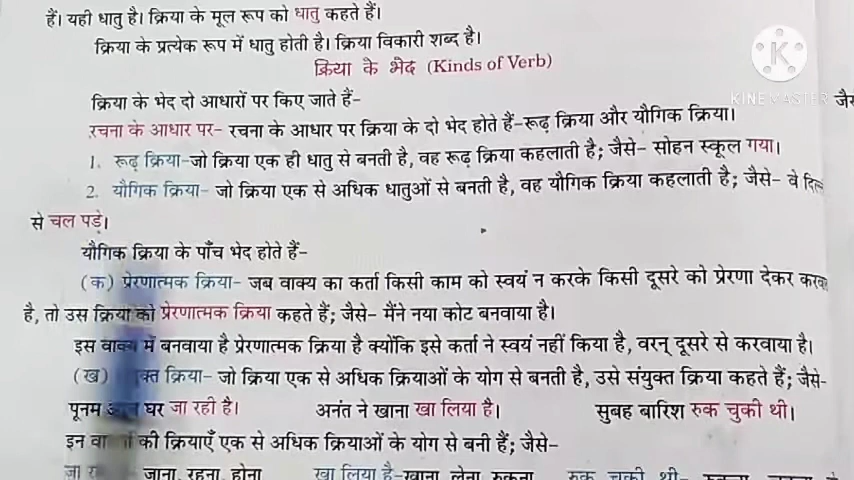 हैं। यही धातु है। क्रिया के मूल रूप को धातु कहते हैं।
क्रिया के प्रत्येक रूप में धातु होती है। क्रिया विकारी शब्द है।
क्रिया के भेद (Kinds of Verb)
KINEMASTER
क्रिया के भेद दो आधारों पर किए जाते हैं-
रचना के आधार पर- रचना के आधार पर क्रिया के दो भेद होते हैं-रूढ़ क्रिया और यौगिक क्रिया।
1. रूढ़ क्रिया-जो क्रिया एक ही धातु से बनती है, वह रूढ़ क्रिया कहलाती है; जैसे- सोहन स्कूल गया।
2. यौगिक क्रिया- जो क्रिया एक से अधिक धातुओं से बनती है, वह यौगिक क्रिया कहलाती है; जैसे- वे
से चल पड़े।
यौगिक क्रिया के पाँच भेद होते हैं-
(क) प्रेरणात्मक क्रिया- जब वाक्य का कर्ता किसी काम को स्वयं न करके किसी दूसरे को प्रेरणा देकर
है, तो उस क्रिया को प्रेरणात्मक क्रिया कहते हैं; जैसे- मैंने नया कोट बनवाया है।
इस वाक्य में बनवाया है प्रेरणात्मक क्रिया है क्योंकि इसे कर्ता ने स्वयं नहीं किया है, वरन् दूसरे से करवाया है।
(ख) क्रिया- जो क्रिया एक से अधिक क्रियाओं के योग से बनती है, उसे संयुक्त क्रिया कहते हैं; जैसे-
पूनम घर जा रही है। अनंत ने खाना खा लिया है। सुबह बारिश रुक चुकी थी।
इन की क्रियाएँ एक से अधिक क्रियाओं के योग से बनी हैं; जैसे-
जाना, रहना, होना खा लिया है-खाना, लेना, रुकना रुक चुकी थी-